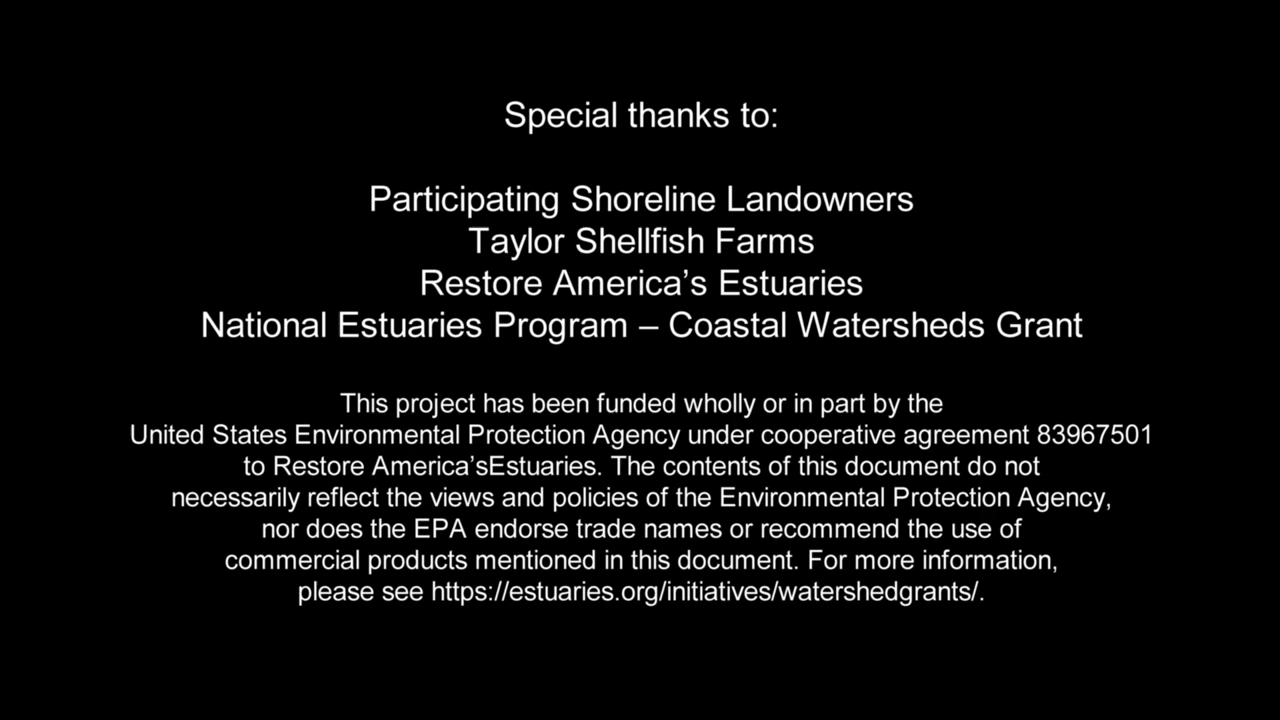 Special thanks to:
Participating Shoreline Landowners
Taylor Shellfish Farms
Restore America’s Estuaries
National Estuaries Program – Coastal Watersheds Grant
This project has been funded wholly or in part by the
United States Environmental Protection Agency under cooperative agreement 83967501
to Restore America’sEstuaries. The contents of this document do not
necessarily reflect the views and policies of the Environmental Protection Agency,
nor does the EPA endorse trade names or recommend the use of
commercial products mentioned in this document. For more information,
please see https://estuaries.org/initiatives/watershedgrants/.